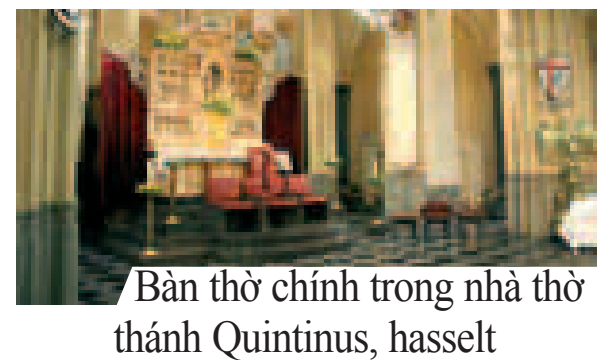 Bàn thờ chính trong nhà thờ
thánh Quintinus, hasselt